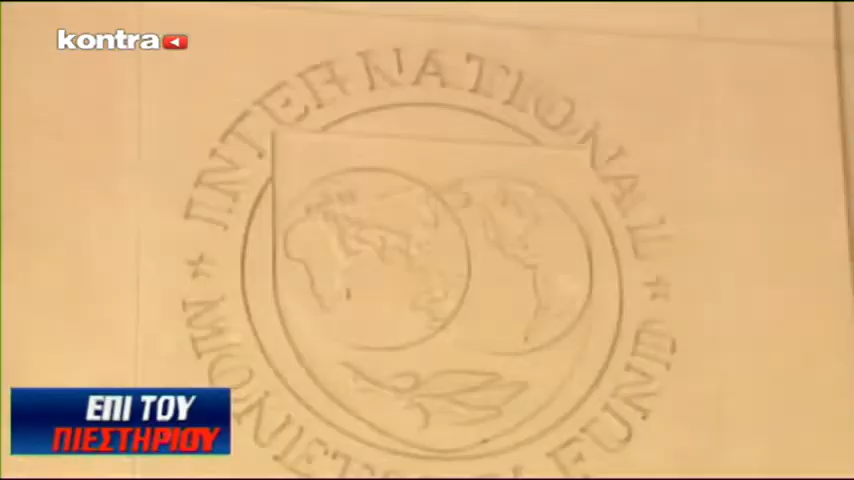 kontra
INTERNATIONAL
* MONETARY FUND *
ΕΠΙ ΤΟΥ
ΠΙΕΣΤΗΡΙΟΥ